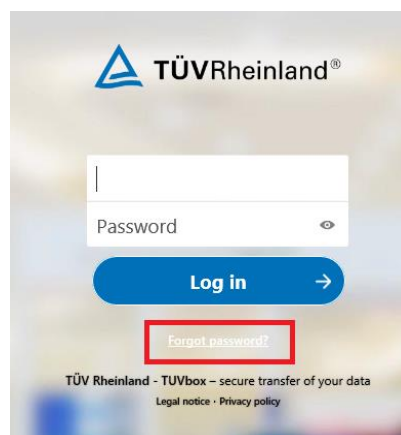 TÜVRheinland®
Password
Log in
Forgot password?
TÜV Rheinland - TUVbox – secure transfer of your data
Legal notice · Privacy policy